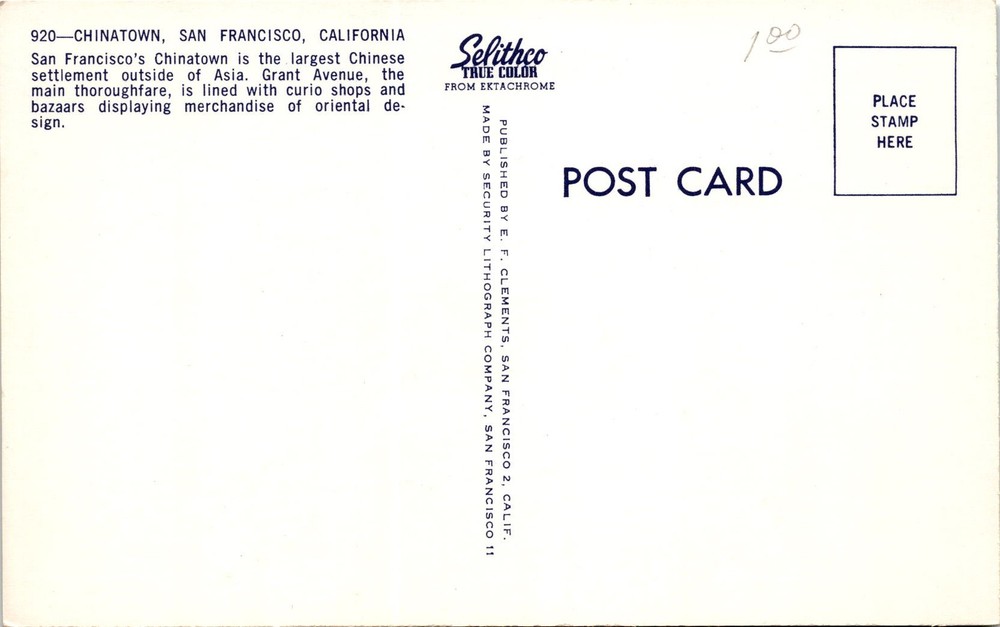 920—CHINATOWN, SAN FRANCISCO, CALIFORNIA
San Francisco's Chinatown is the largest Chinese
settlement outside of Asia. Grant Avenue, the
main thoroughfare, is lined with curio shops and
bazaars displaying merchandise of oriental de-
sign.
Selithco
TRUE COLOR
FROM EKTACHROME
PUBLISHED BY E. F. CLEMENTS, SAN FRANCISCO 2, CALIF.
MADE BY SECURITY LITHOGRAPH COMPANY, SAN FRANCISCO 11
POST CARD
1 00
PLACE
STAMP
HERE